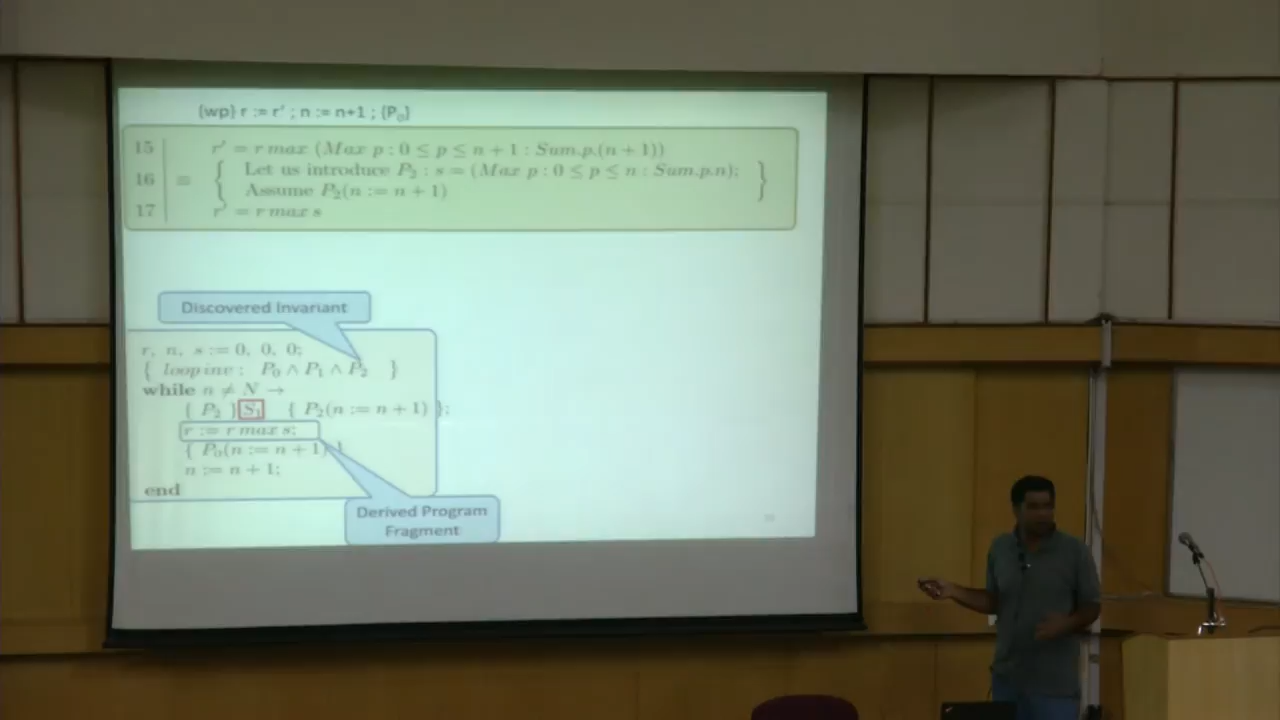 {wp} r := r' ; n := n+1 ; {P₀}
15 r' = r max (Max p : 0 ≤ p ≤ n + 1 : Sum.p.(n + 1))
16 ≡ { Let us introduce P₂ : s = (Max p : 0 ≤ p ≤ n : Sum.p.n);
Assume P₂(n := n + 1) }
17 r' = r max s
Discovered Invariant
r, n, s := 0, 0, 0;
{ loop inv : P₀ ∧ P₁ ∧ P₂ }
while n ≠ N →
{ P₂ } S₁ { P₂(n := n + 1) };
r := r max s;
{ P₀(n := n + 1) }
n := n + 1;
end
Derived Program
Fragment